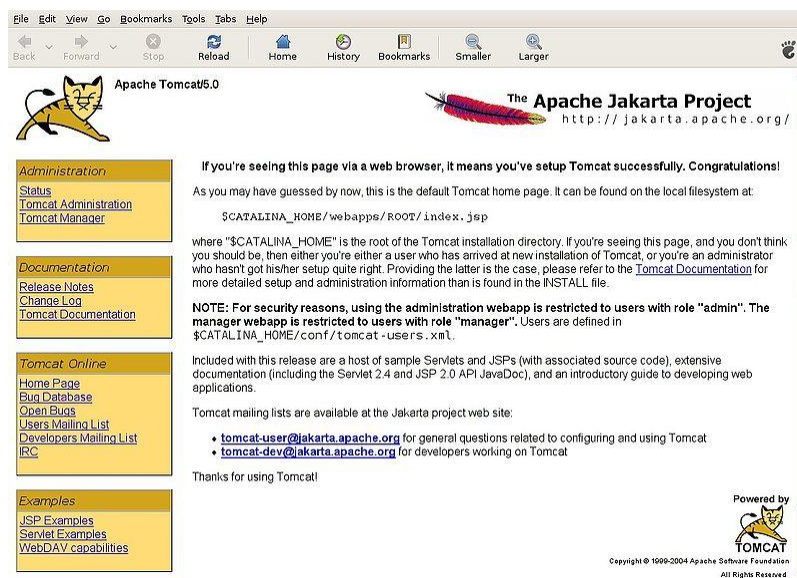 File Edit View Go Bookmarks Tools Tabs Help
Back Forward Stop Reload Home History Bookmarks Smaller Larger
Apache Tomcat/5.0
The Apache Jakarta Project
http://jakarta.apache.org/
Administration
Status
Tomcat Administration
Tomcat Manager
Documentation
Release Notes
Change Log
Tomcat Documentation
Tomcat Online
Home Page
Bug Database
Open Bugs
Users Mailing List
Developers Mailing List
IRC
Examples
JSP Examples
Servlet Examples
WebDAV capabilities
If you're seeing this page via a web browser, it means you've setup Tomcat successfully. Congratulations!
As you may have guessed by now, this is the default Tomcat home page. It can be found on the local filesystem at:
$CATALINA_HOME/webapps/ROOT/index.jsp
where "$CATALINA_HOME" is the root of the Tomcat installation directory. If you're seeing this page, and you don't think
you should be, then either you're either a user who has arrived at new installation of Tomcat, or you're an administrator
who hasn't got his/her setup quite right. Providing the latter is the case, please refer to the Tomcat Documentation for
more detailed setup and administration information than is found in the INSTALL file.
NOTE: For security reasons, using the administration webapp is restricted to users with role "admin". The
manager webapp is restricted to users with role "manager". Users are defined in
$CATALINA_HOME/conf/tomcat-users.xml.
Included with this release are a host of sample Servlets and JSPs (with associated source code), extensive
documentation (including the Servlet 2.4 and JSP 2.0 API JavaDoc), and an introductory guide to developing web
applications.
Tomcat mailing lists are available at the Jakarta project web site:
• tomcat-user@jakarta.apache.org for general questions related to configuring and using Tomcat
• tomcat-dev@jakarta.apache.org for developers working on Tomcat
Thanks for using Tomcat!
Powered by
TOMCAT
Copyright © 1999-2004 Apache Software Foundation
All Rights Reserved